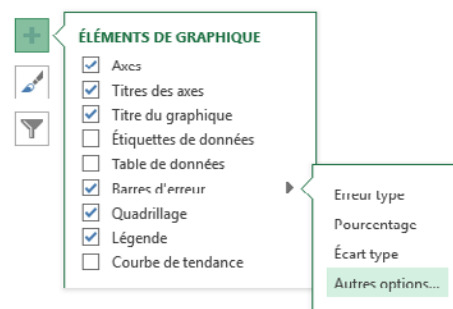 ÉLÉMENTS DE GRAPHIQUE
Axes
Titres des axes
Titre du graphique
Étiquettes de données
Table de données
Barres d'erreur
Quadrillage
Légende
Courbe de tendance
Erreur type
Pourcentage
Écart type
Autres options...